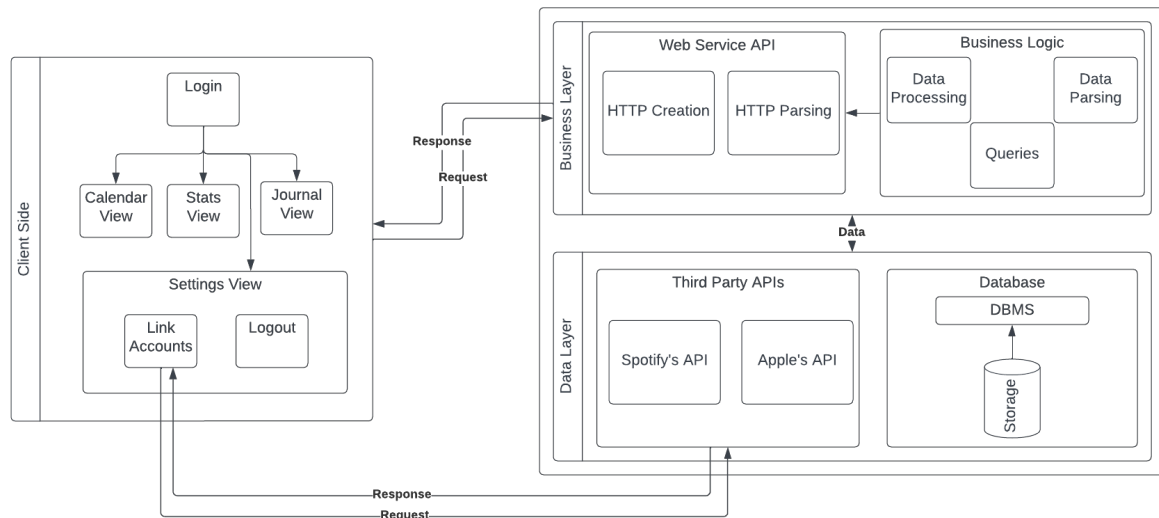 Client Side
Login
Calendar
View
Stats
View
Journal
View
Settings View
Link
Accounts
Logout
Response
Request
Business Layer
Web Service API
HTTP Creation
HTTP Parsing
Business Logic
Data
Processing
Data
Parsing
Queries
Data
Data Layer
Third Party APIs
Spotify's API
Apple's API
Database
DBMS
Storage
Response
Request